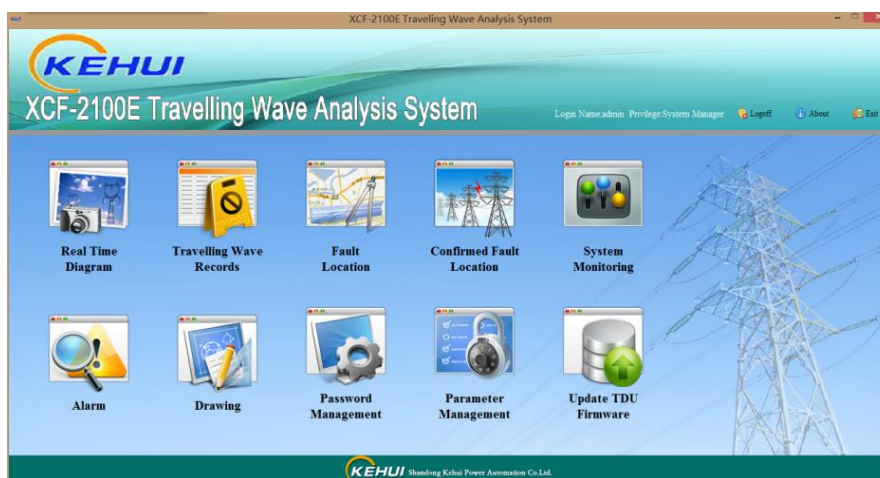 XCF-2100E Traveling Wave Analysis System
KEHUI
XCF-2100E Travelling Wave Analysis System
Login Name:admin Privilege:System Manager Logoff About Exit
Real Time
Diagram
Travelling Wave
Records
Fault
Location
Confirmed Fault
Location
System
Monitoring
Alarm
Drawing
Password
Management
Parameter
Management
Update TDU
Firmware
KEHUI Shandong Kehui Power Automation Co.Ltd.